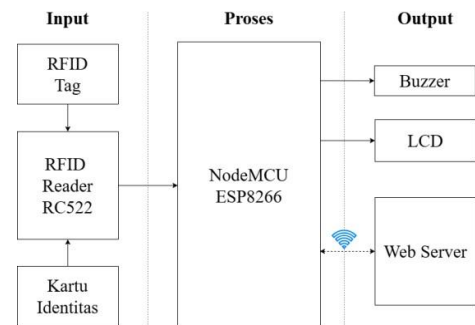 Input
Proses
Output
RFID
Tag
RFID
Reader
RC522
Kartu
Identitas
NodeMCU
ESP8266
Buzzer
LCD
Web Server